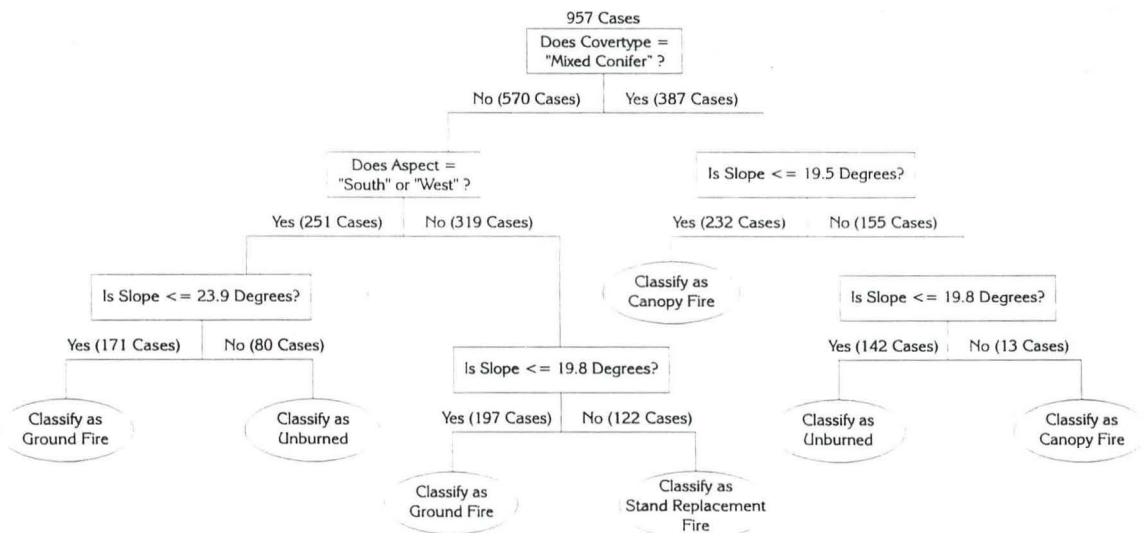 957 Cases
Does Covertype =
"Mixed Conifer" ?
No (570 Cases)
Yes (387 Cases)
Does Aspect =
"South" or "West" ?
Is Slope <= 19.5 Degrees?
Yes (251 Cases)
No (319 Cases)
Yes (232 Cases)
No (155 Cases)
Is Slope <= 23.9 Degrees?
Classify as
Canopy Fire
Is Slope <= 19.8 Degrees?
Yes (171 Cases)
No (80 Cases)
Is Slope <= 19.8 Degrees?
Yes (142 Cases)
No (13 Cases)
Classify as
Ground Fire
Classify as
Unburned
Yes (197 Cases)
No (122 Cases)
Classify as
Unburned
Classify as
Canopy Fire
Classify as
Ground Fire
Classify as
Stand Replacement
Fire